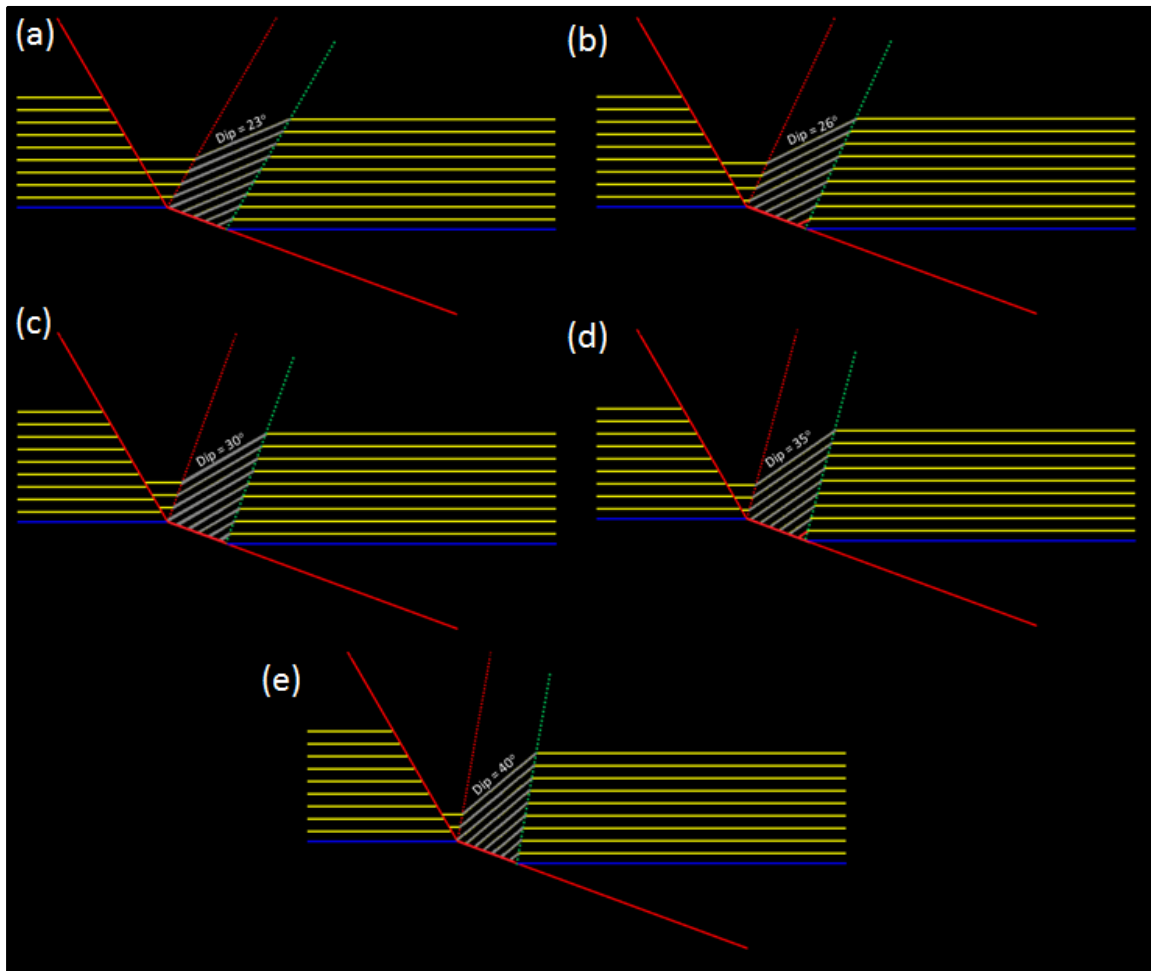 (a)
Dip = 23°
(b)
Dip = 26°
(c)
Dip = 30°
(d)
Dip = 35°
(e)
Dip = 40°